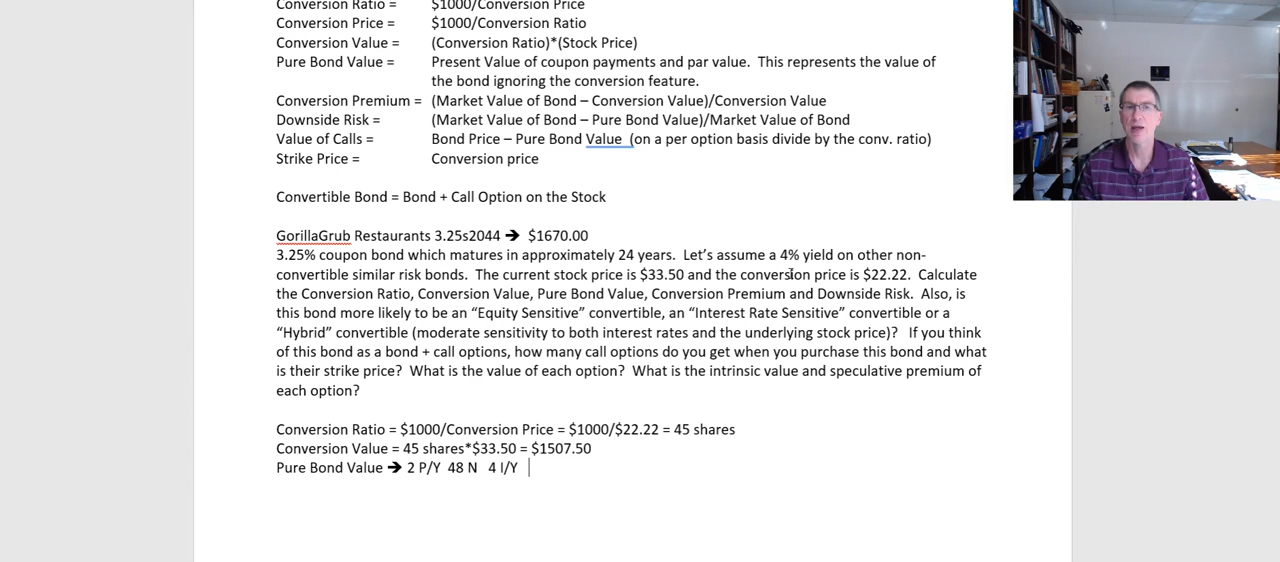 Conversion Ratio = $1000/Conversion Price
Conversion Price = $1000/Conversion Ratio
Conversion Value = (Conversion Ratio)*(Stock Price)
Pure Bond Value = Present Value of coupon payments and par value. This represents the value of
the bond ignoring the conversion feature.
Conversion Premium = (Market Value of Bond – Conversion Value)/Conversion Value
Downside Risk = (Market Value of Bond – Pure Bond Value)/Market Value of Bond
Value of Calls = Bond Price – Pure Bond Value (on a per option basis divide by the conv. ratio)
Strike Price = Conversion price
Convertible Bond = Bond + Call Option on the Stock
GorillaGrub Restaurants 3.25s2044 ➔ $1670.00
3.25% coupon bond which matures in approximately 24 years. Let's assume a 4% yield on other non-
convertible similar risk bonds. The current stock price is $33.50 and the conversion price is $22.22. Calculate
the Conversion Ratio, Conversion Value, Pure Bond Value, Conversion Premium and Downside Risk. Also, is
this bond more likely to be an "Equity Sensitive" convertible, an "Interest Rate Sensitive" convertible or a
"Hybrid" convertible (moderate sensitivity to both interest rates and the underlying stock price)? If you think
of this bond as a bond + call options, how many call options do you get when you purchase this bond and what
is their strike price? What is the value of each option? What is the intrinsic value and speculative premium of
each option?
Conversion Ratio = $1000/Conversion Price = $1000/$22.22 = 45 shares
Conversion Value = 45 shares*$33.50 = $1507.50
Pure Bond Value ➔ 2 P/Y 48 N 4 I/Y